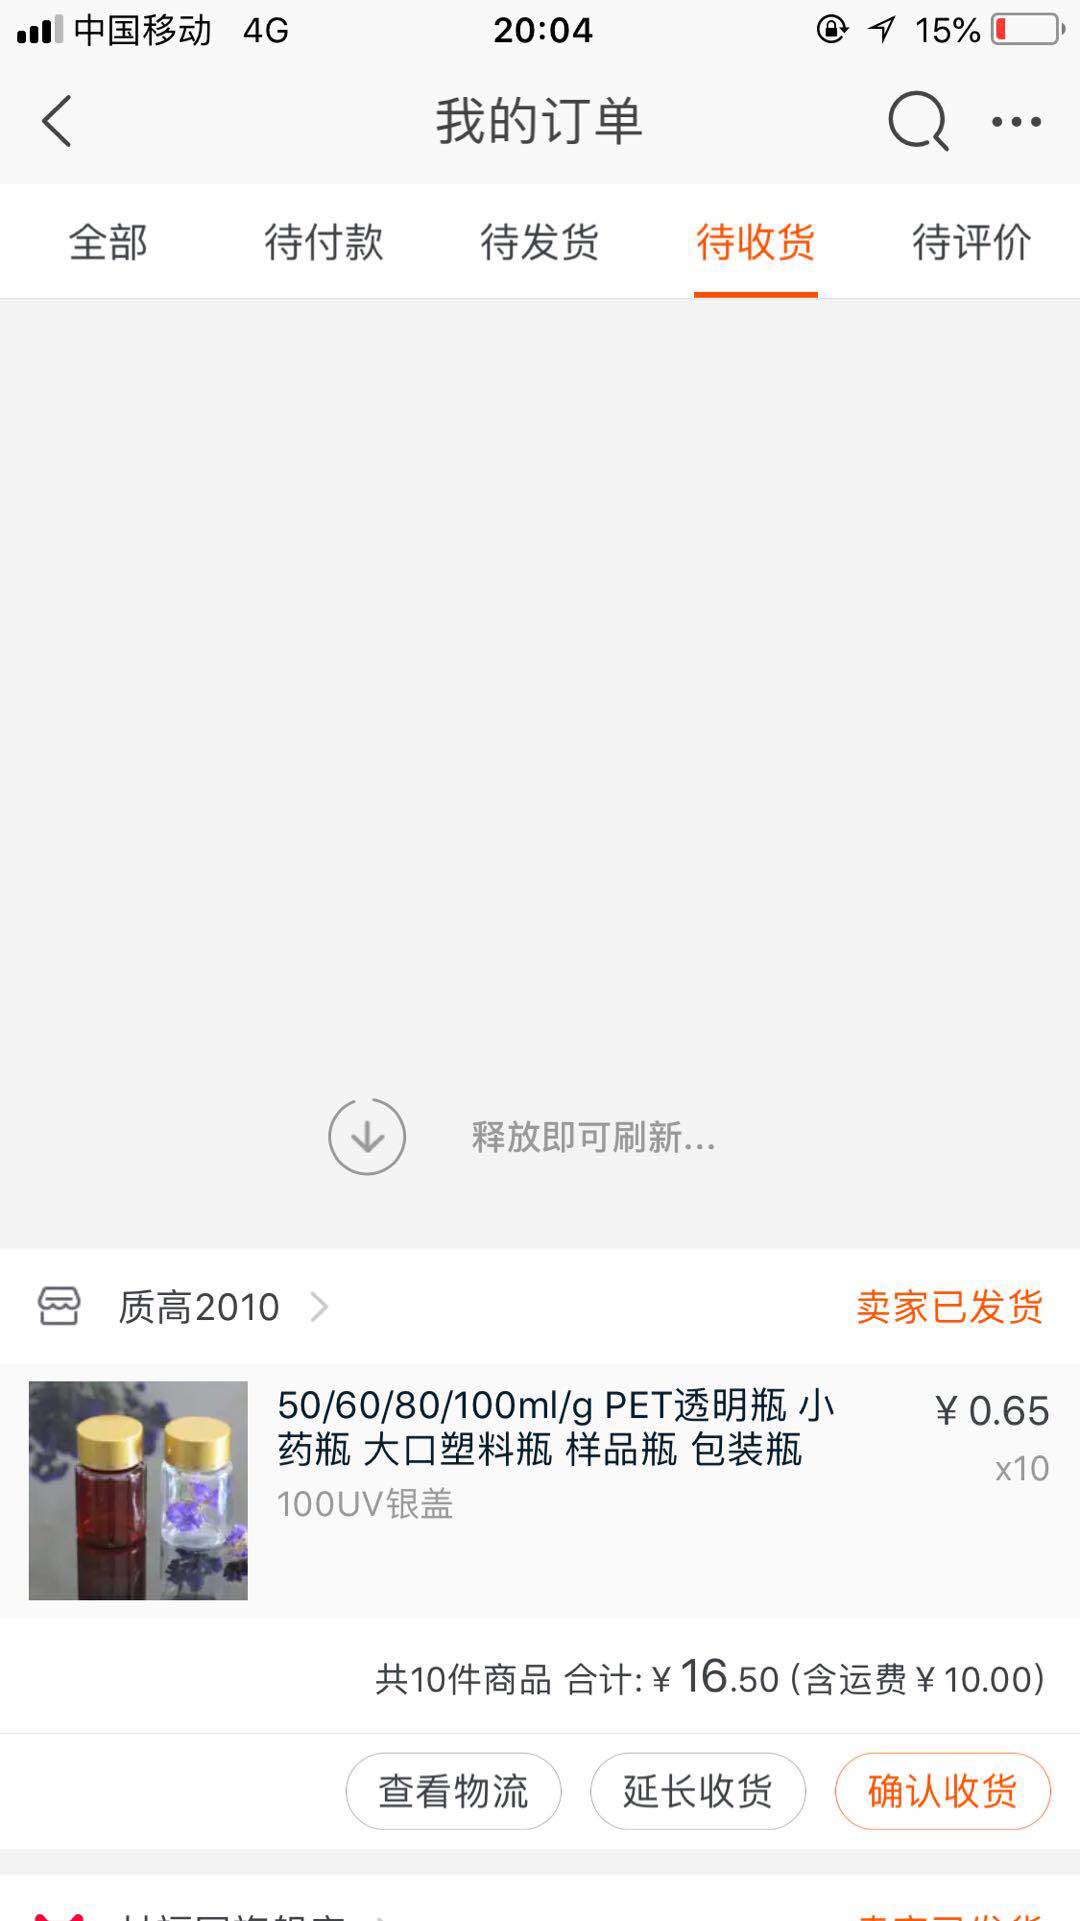 中国移动 4G 20:04 15%
我的订单
全部 待付款 待发货 待收货 待评价
释放即可刷新...
质高2010 卖家已发货
50/60/80/100ml/g PET透明瓶 小 ¥ 0.65
药瓶 大口塑料瓶 样品瓶 包装瓶
x10
100UV银盖
共10件商品 合计: ¥ 16.50 (含运费 ¥ 10.00)
查看物流 延长收货 确认收货